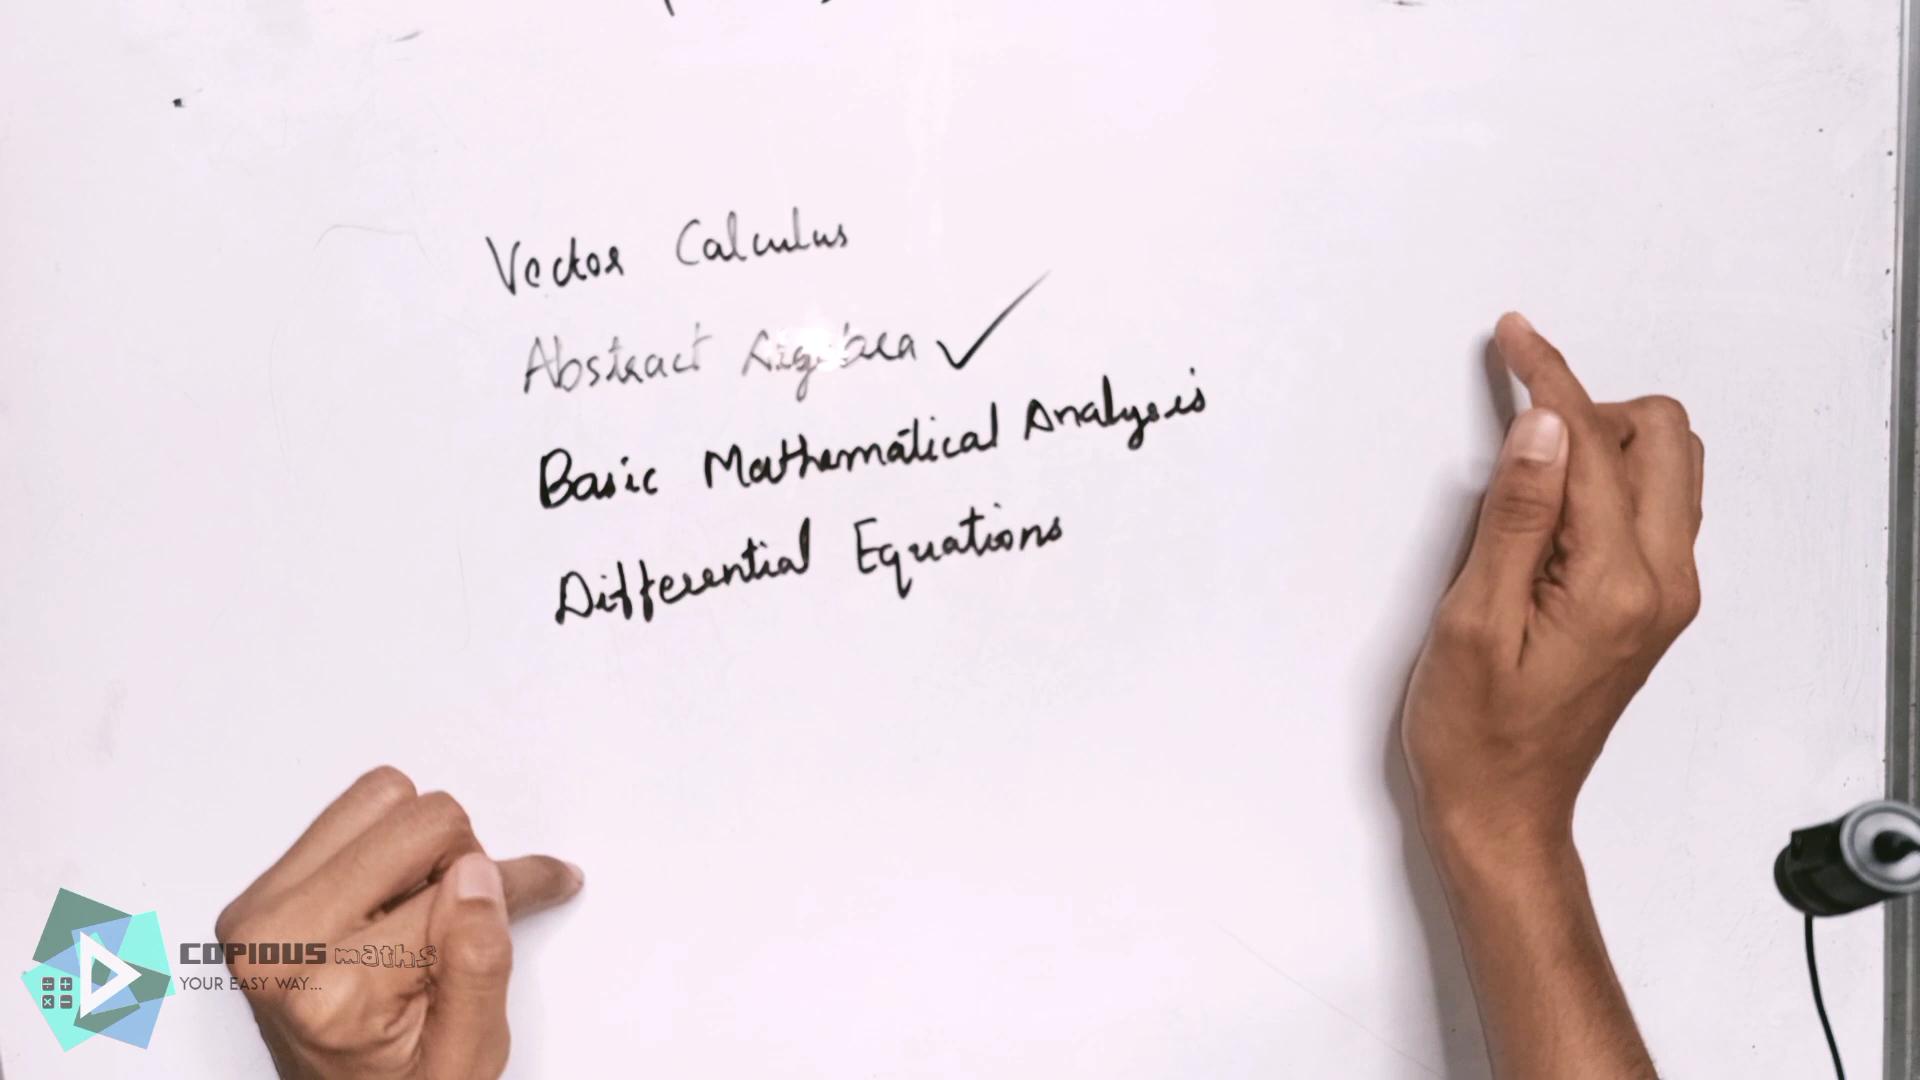 Vector Calculus
Abstract Algebra ✓
Basic Mathematical Analysis
Differential Equations
COPIOUS maths
YOUR EASY WAY...